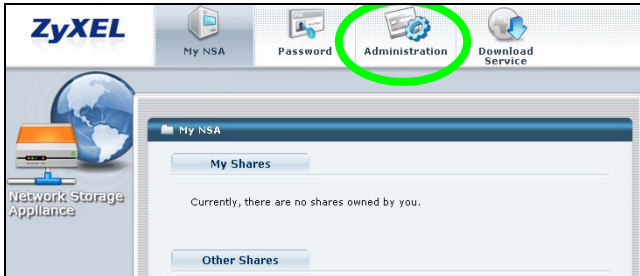 ZyXEL
My NSA
Password
Administration
Download
Service
My NSA
My Shares
Currently, there are no shares owned by you.
Network Storage
Appliance
Other Shares